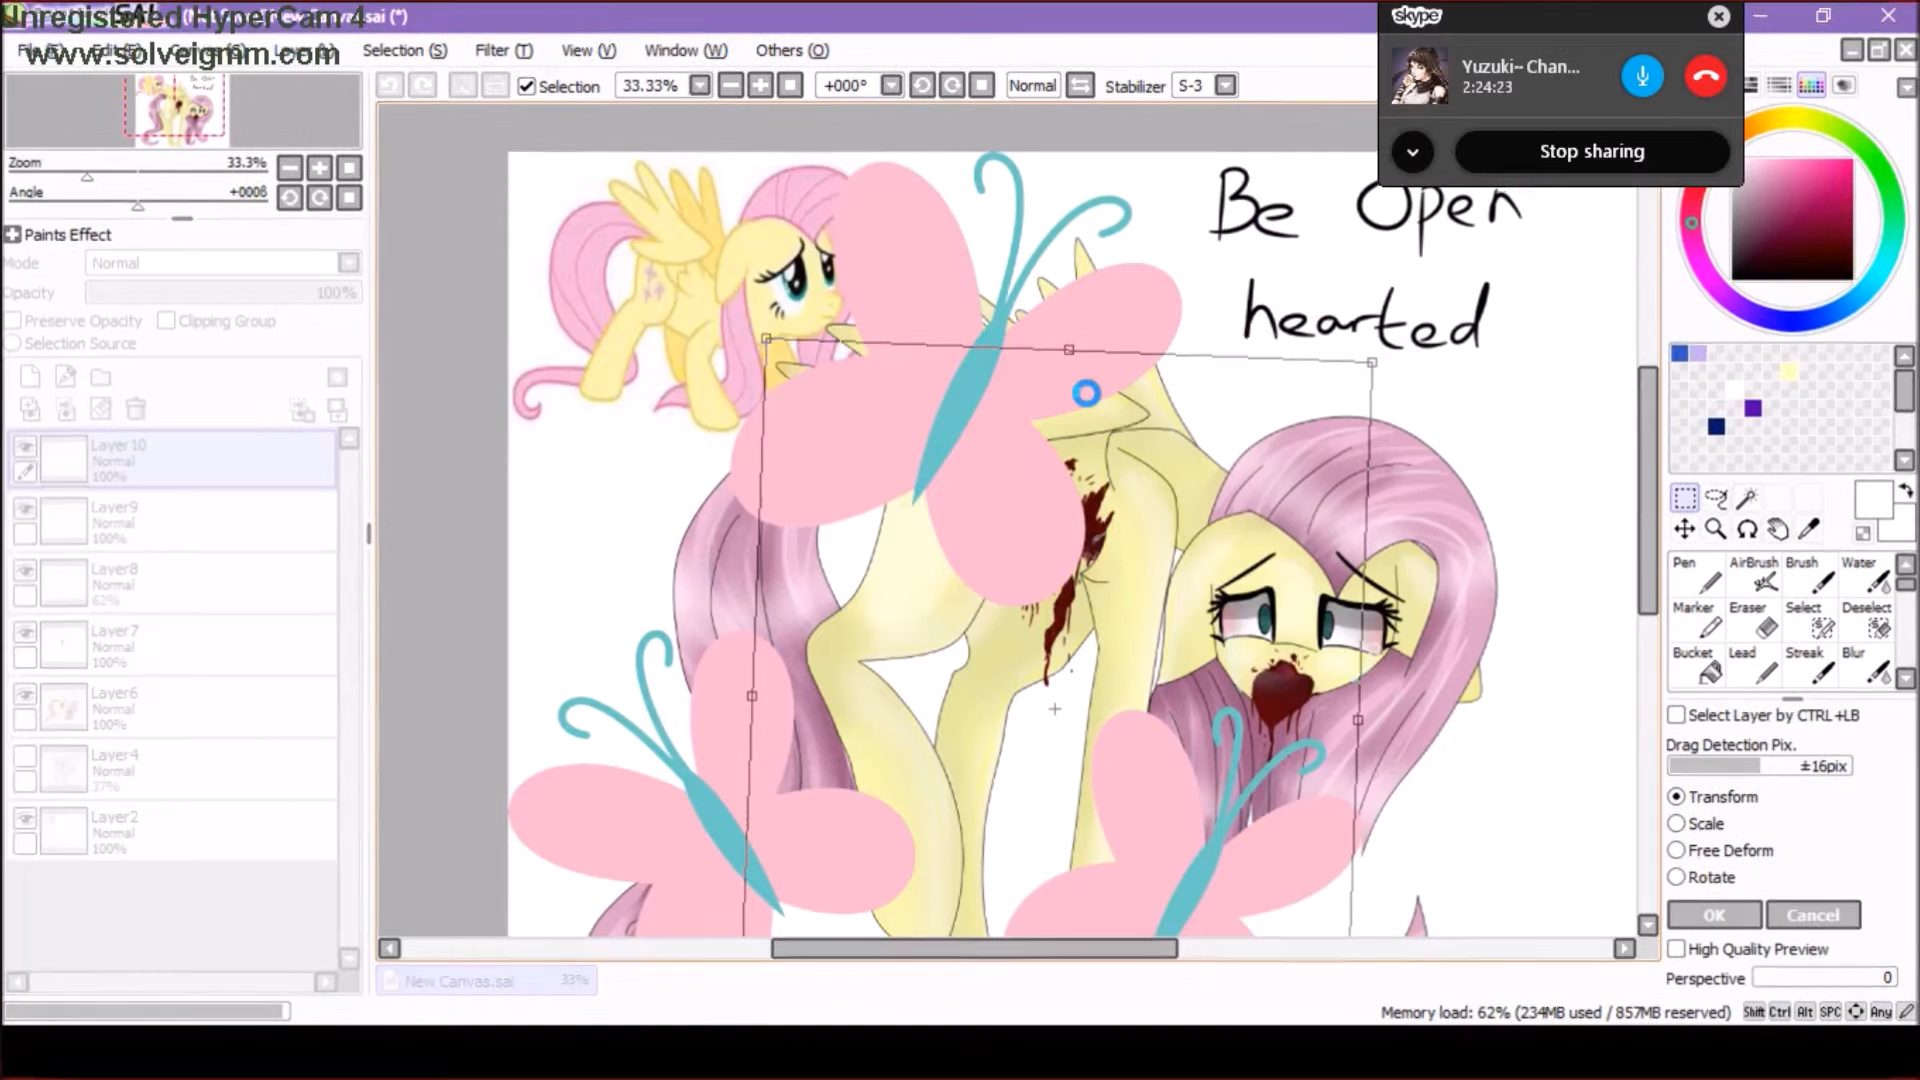 Unregistered HyperCam 4
www.solveigmm.com
Selection (S)
Filter (T)
View (V)
Window (W)
Others (O)
skype
Yuzuki~ Chan...
2:24:23
Stop sharing
Selection
33.33%
+000°
Normal
Stabilizer
S-3
Zoom
33.3%
Angle
+000ß
Paints Effect
Mode
Normal
Opacity
100%
Preserve Opacity
Clipping Group
Selection Source
Layer10
Normal
100%
Layer9
Normal
100%
Layer8
Normal
62%
Layer7
Normal
100%
Layer6
Normal
100%
Layer4
Normal
37%
Layer2
Normal
100%
Be Open
hearted
Pen
AirBrush
Brush
Water
Marker
Eraser
Select
Deselect
Bucket
Lead
Streak
Blur
Select Layer by CTRL+LB
Drag Detection Pix.
±16pix
Transform
Scale
Free Deform
Rotate
OK
Cancel
High Quality Preview
Perspective
0
New Canvas.sai
33%
Memory load: 62% (234MB used / 857MB reserved)
Shift Ctrl Alt SPC Any